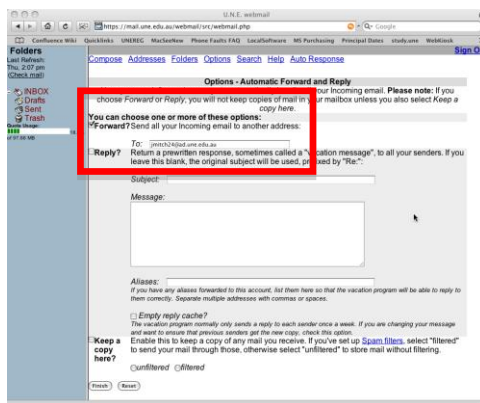 U.N.E. webmail
https://mail.une.edu.au/webmail/src/webmail.php
Google
Confluence Wiki Quicklinks UNEREG MacSeeNew Phone Faults FAQ LocalSoftware MS Purchasing Principal Dates study.une WebKiosk
Folders
Last Refresh:
Thu, 2:07 pm
(Check mail)
INBOX
Drafts
Sent
Trash
Quota Usage:
Sign O
Compose Addresses Folders Options Search Help Auto Response
Options - Automatic Forward and Reply
our Incoming email. Please note: If you
choose Forward or Reply, you will not keep copies of mail in your mailbox unless you also select Keep a
copy here.
You can choose one or more of these options:
Forward? Send all your Incoming email to another address:
To: jmitch24@ad.une.edu.au
Reply? Return a prewritten response, sometimes called a "vacation message", to all your senders. If you
leave this blank, the original subject will be used, prefixed by "Re:":
Subject:
Message:
Aliases:
If you have any aliases forwarded to this account, list them here so that the vacation program will be able to reply to
them correctly. Separate multiple addresses with commas or spaces.
Empty reply cache?
The vacation program normally only sends a reply to each sender once a week. If you are changing your message
and want to ensure that previous senders get the new copy, check this option.
Keep a copy here? Enable this to keep a copy of any mail you receive. If you've set up Spam filters, select "filtered"
to send your mail through those, otherwise select "unfiltered" to store mail without filtering.
unfiltered filtered
Finish Reset